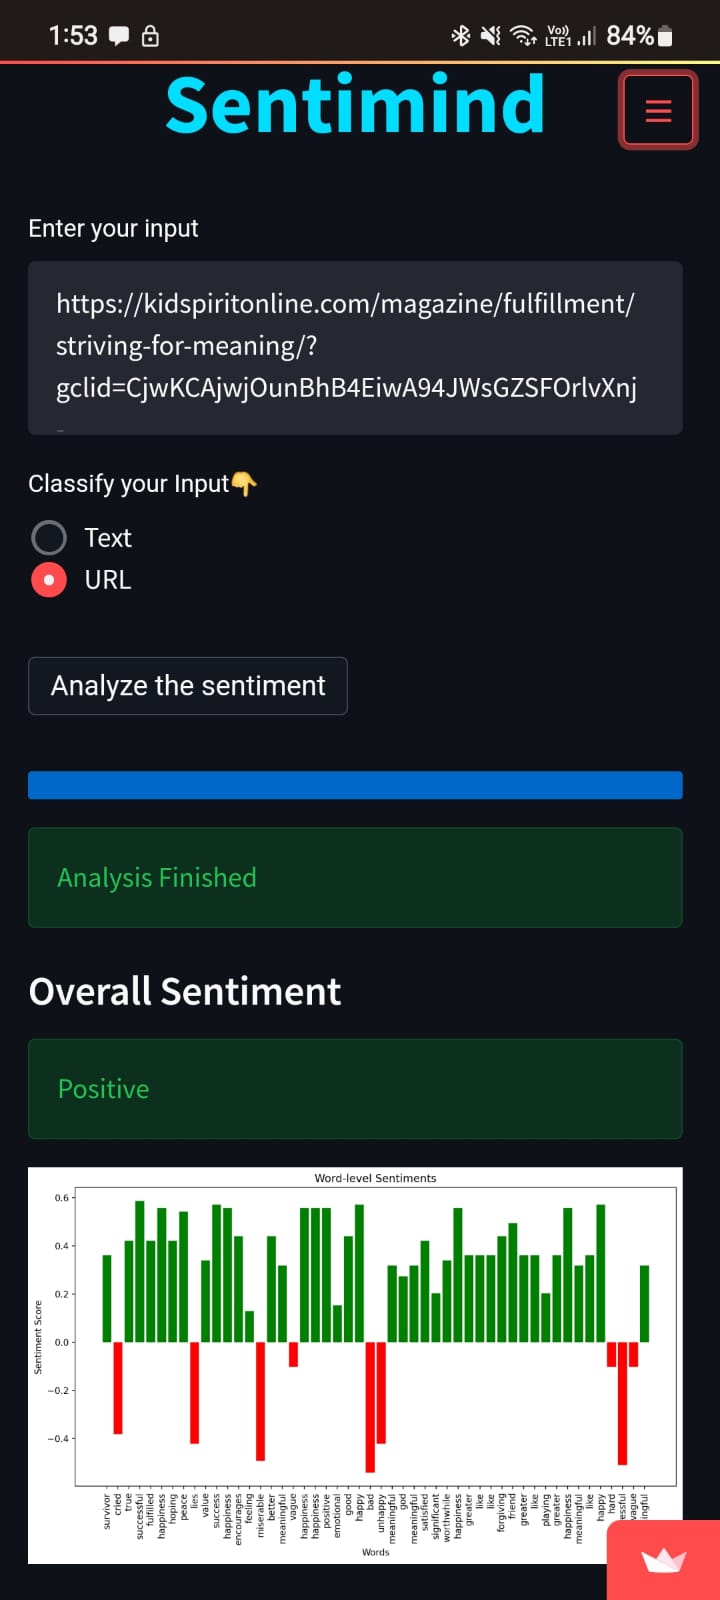 1:53
Vo))
LTE1
84%
Sentimind
Enter your input
https://kidspiritonline.com/magazine/fulfillment/
striving-for-meaning/?
gclid=CjwKCAjwjOunBhB4EiwA94JWsGZSFOrlvXnj
Classify your Input👇
Text
URL
Analyze the sentiment
Analysis Finished
Overall Sentiment
Positive
Word-level Sentiments
0.6
0.4
0.2
0.0
−0.2
−0.4
Sentiment Score
survivor
cried
true
successful
fulfilled
happiness
hoping
peace
lies
value
success
happiness
encourages
feeling
miserable
better
meaningful
vague
happiness
happiness
positive
emotional
good
happy
bad
unhappy
meaningful
god
meaningful
satisfied
significant
worthwhile
happiness
greater
like
like
forgiving
friend
greater
like
playing
greater
happiness
meaningful
like
happy
hard
essful
vague
ingful
Words